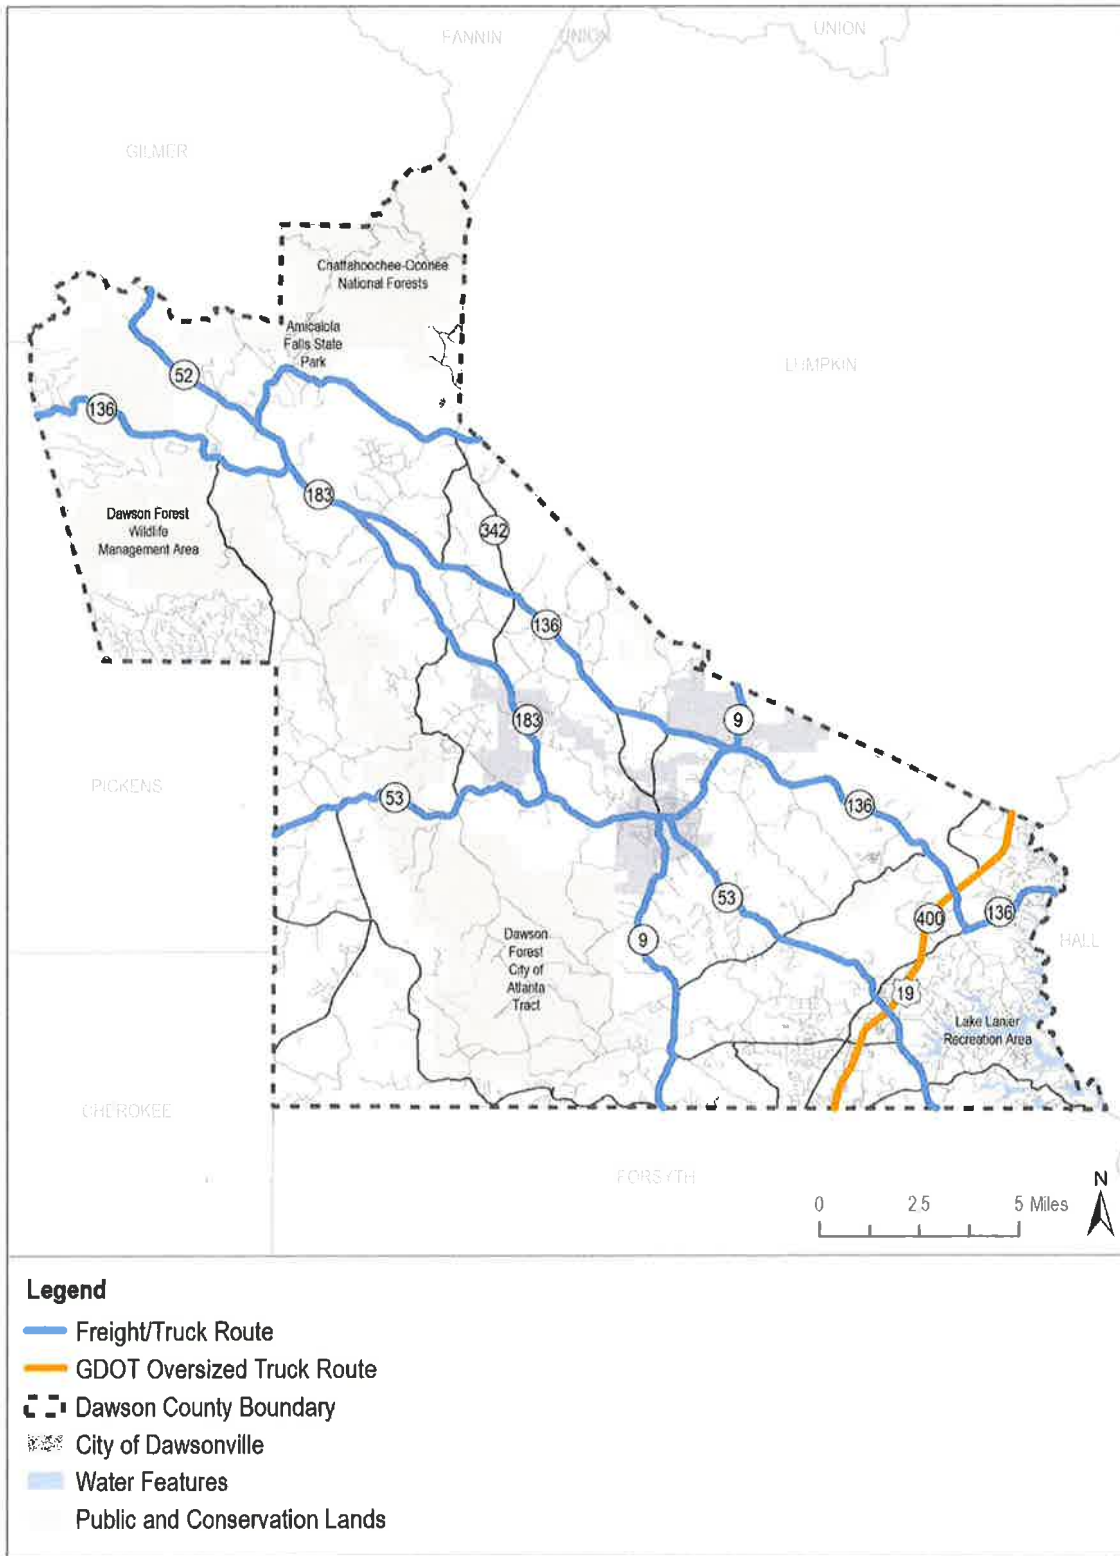 FANNIN
UNION
UNION
GILMER
Chattahoochee-Oconee
National Forests
Amicalola
Falls State
Park
LUMPKIN
52
136
183
Dawson Forest
Wildlife
Management Area
342
136
183
9
PICKENS
53
136
53
400
136
9
HALL
Dawson
Forest
City of
Atlanta
Tract
19
Lake Lanier
Recreation Area
CHEROKEE
FORSYTH
N
0 2.5 5 Miles
Legend
Freight/Truck Route
GDOT Oversized Truck Route
Dawson County Boundary
City of Dawsonville
Water Features
Public and Conservation Lands